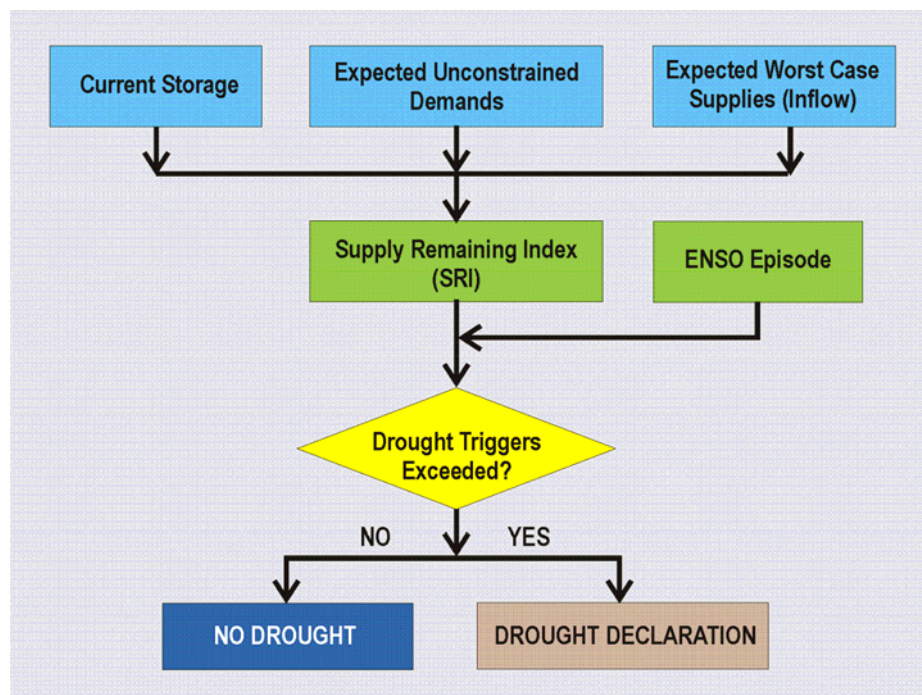 Current Storage
Expected Unconstrained
Demands
Expected Worst Case
Supplies (Inflow)
Supply Remaining Index
(SRI)
ENSO Episode
Drought Triggers
Exceeded?
NO
YES
NO DROUGHT
DROUGHT DECLARATION